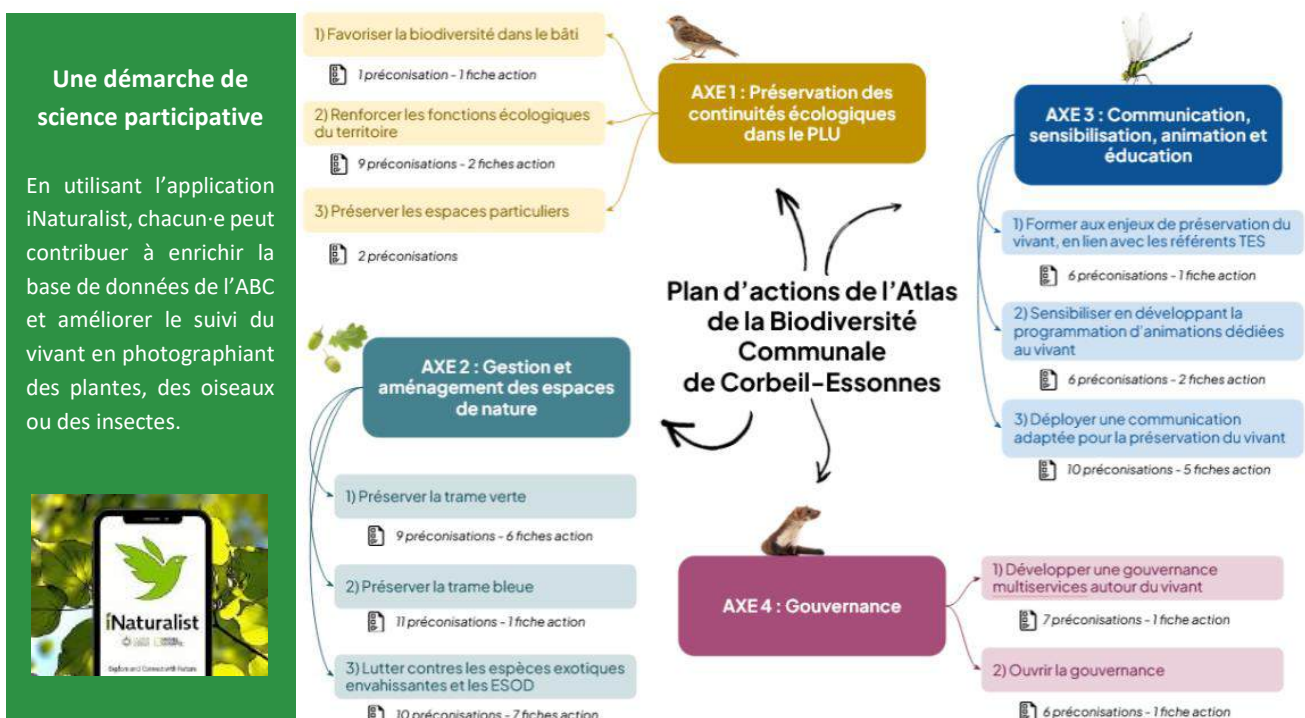 Une démarche de
science participative
En utilisant l'application
iNaturalist, chacun·e peut
contribuer à enrichir la
base de données de l'ABC
et améliorer le suivi du
vivant en photographiant
des plantes, des oiseaux
ou des insectes.
iNaturalist
1) Favoriser la biodiversité dans le bâti
1 préconisation - 1 fiche action
2) Renforcer les fonctions écologiques
du territoire
9 préconisations - 2 fiches action
3) Préserver les espaces particuliers
2 préconisations
AXE 1 : Préservation des
continuités écologiques
dans le PLU
AXE 3 : Communication,
sensibilisation, animation et
éducation
1) Former aux enjeux de préservation du
vivant, en lien avec les référents TES
6 préconisations - 1 fiche action
2) Sensibiliser en développant la
programmation d'animations dédiées
au vivant
6 préconisations - 2 fiches action
3) Déployer une communication
adaptée pour la préservation du vivant
10 préconisations - 5 fiches action
Plan d'actions de l'Atlas
de la Biodiversité
Communale
de Corbeil-Essonnes
AXE 2 : Gestion et
aménagement des espaces
de nature
1) Préserver la trame verte
9 préconisations - 6 fiches action
2) Préserver la trame bleue
11 préconisations - 1 fiche action
3) Lutter contres les espèces exotiques
envahissantes et les ESOD
10 préconisations - 7 fiches action
AXE 4 : Gouvernance
1) Développer une gouvernance
multiservices autour du vivant
7 préconisations - 1 fiche action
2) Ouvrir la gouvernance
6 préconisations - 1 fiche action